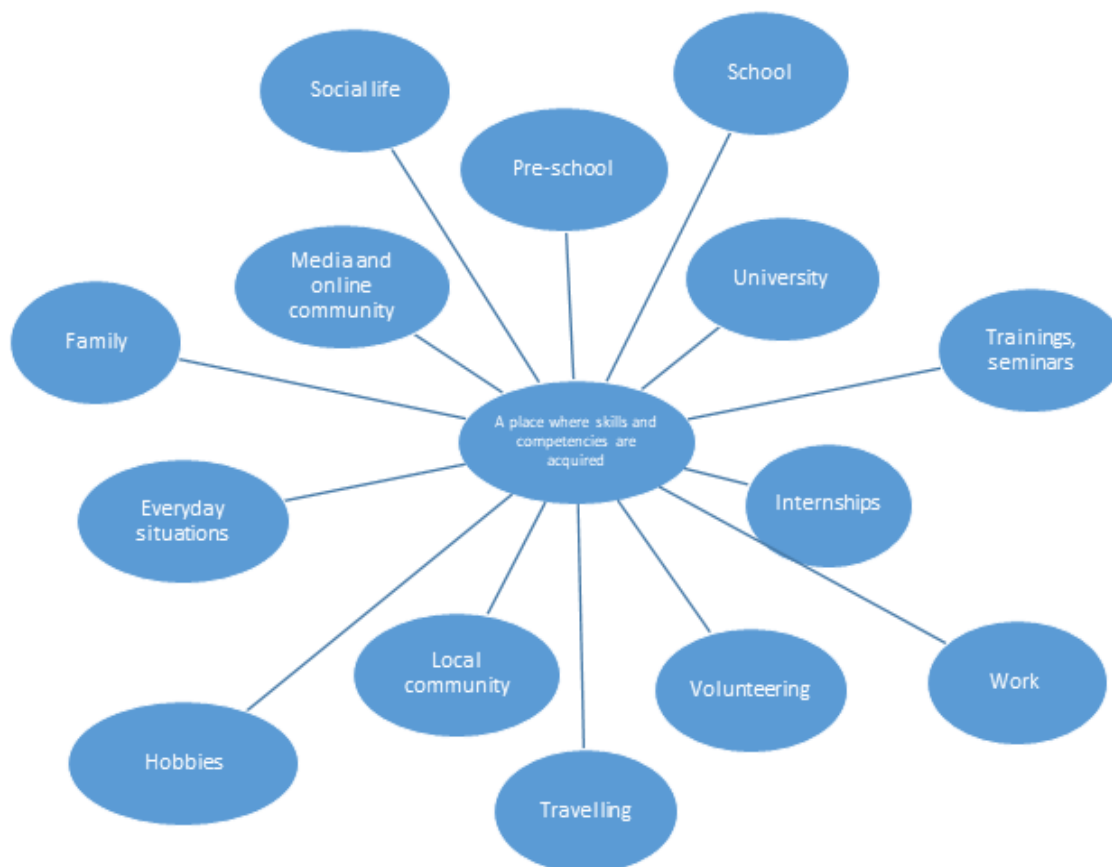 School
Social life
Pre-school
Media and
online
community
University
Family
Trainings,
seminars
A place where skills and
competencies are
acquired
Everyday
situations
Internships
Local
community
Volunteering
Work
Hobbies
Travelling